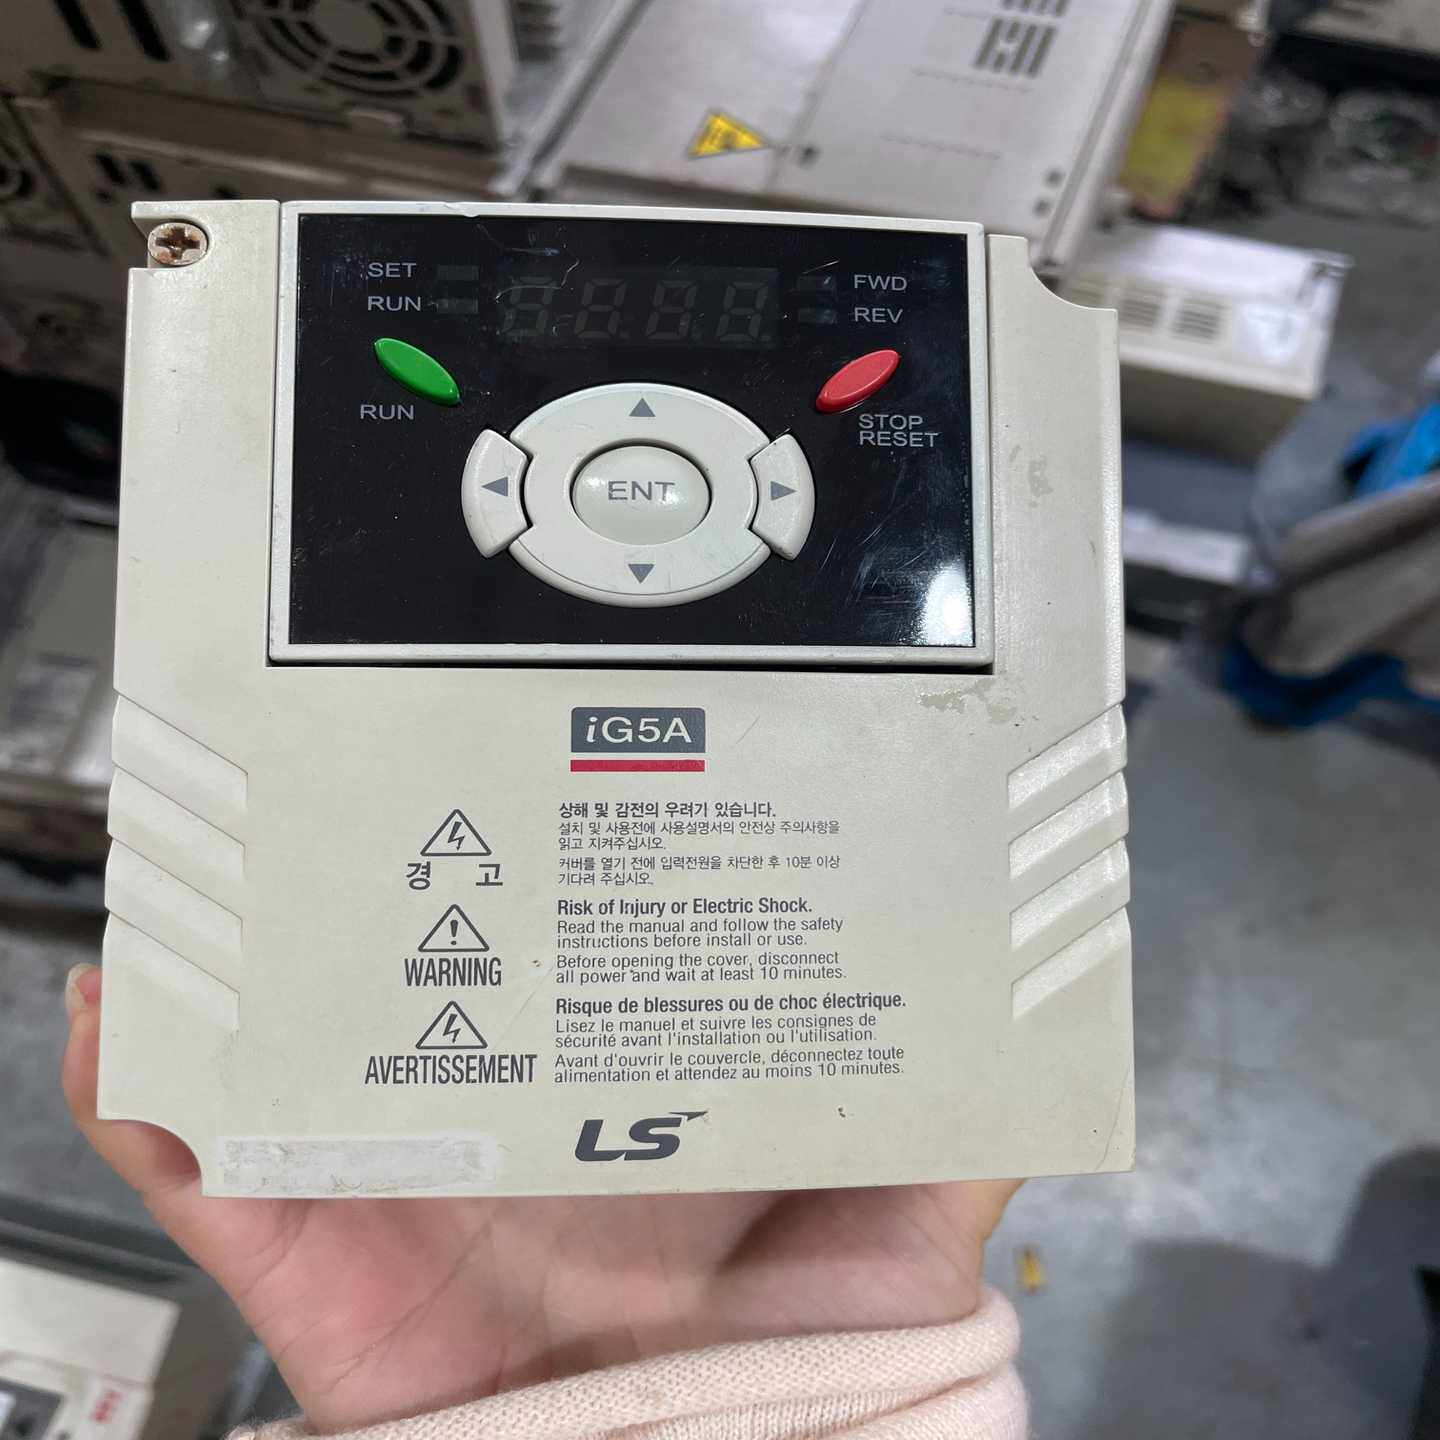 SET
RUN
FWD
REV
RUN
STOP
RESET
ENT
iG5A
상해 및 감전의 우려가 있습니다.
설치 및 사용전에 사용설명서의 안전상 주의사항을
읽고 지켜주십시오.
커버를 열기 전에 입력전원을 차단한 후 10분 이상
기다려 주십시오.
경 고
Risk of Injury or Electric Shock.
Read the manual and follow the safety
instructions before install or use.
Before opening the cover, disconnect
all power and wait at least 10 minutes.
WARNING
Risque de blessures ou de choc électrique.
Lisez le manuel et suivre les consignes de
sécurité avant l'installation ou l'utilisation.
Avant d'ouvrir le couvercle, déconnectez toute
alimentation et attendez au moins 10 minutes.
AVERTISSEMENT
LS